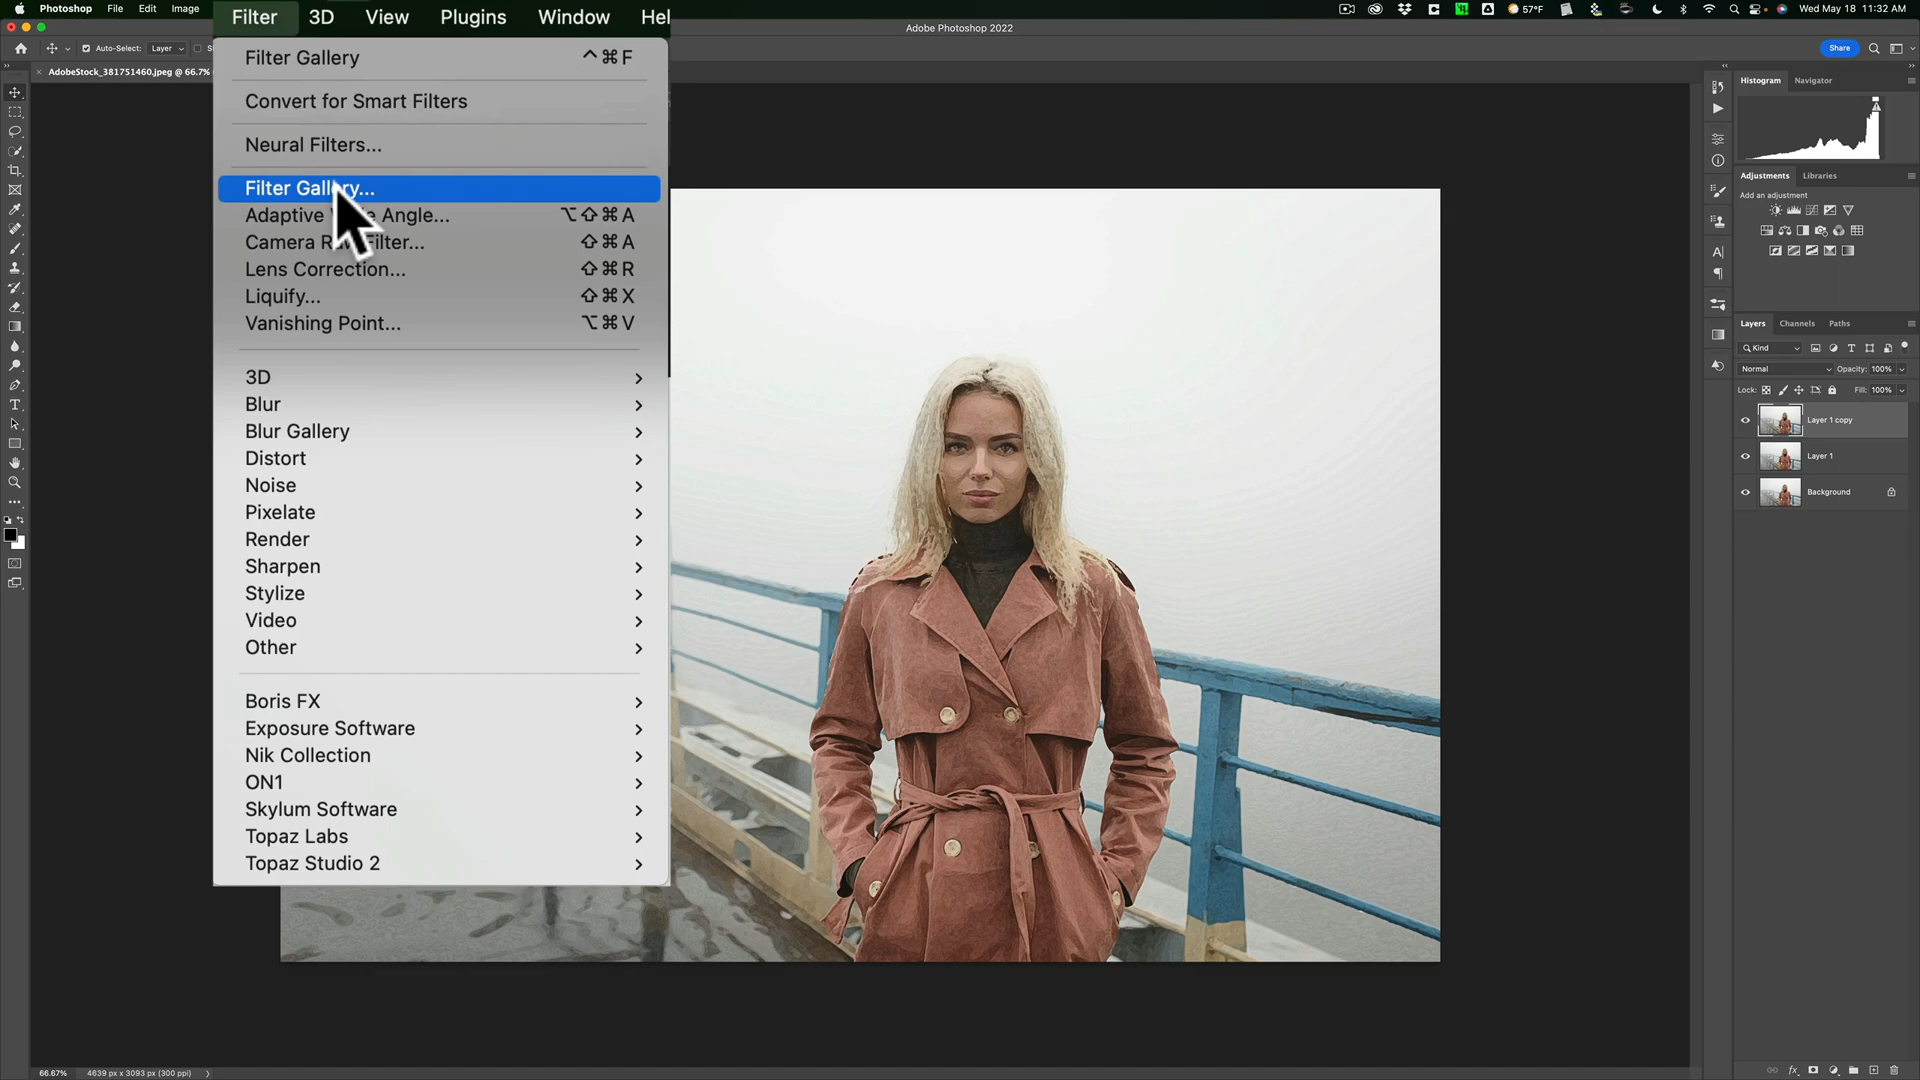 Photoshop File Edit Image
Filter 3D View Plugins Window Hel
57°F Wed May 18 11:32 AM
Adobe Photoshop 2022
Auto-Select: Layer S
Share
AdobeStock_381751460.jpeg @ 66.7%
Filter Gallery ⌃⌘F
Convert for Smart Filters
Neural Filters...
Filter Gallery...
Adaptive Angle... ⌥⇧⌘A
Camera Filter... ⇧⌘A
Lens Correction... ⇧⌘R
Liquify... ⇧⌘X
Vanishing Point... ⌥⌘V
3D
Blur
Blur Gallery
Distort
Noise
Pixelate
Render
Sharpen
Stylize
Video
Other
Boris FX
Exposure Software
Nik Collection
ON1
Skylum Software
Topaz Labs
Topaz Studio 2
Histogram Navigator
Adjustments Libraries
Add an adjustment
Layers Channels Paths
Kind
Normal Opacity: 100%
Lock: Fill: 100%
Layer 1 copy
Layer 1
Background
66.67% 4639 px x 3093 px (300 ppi)